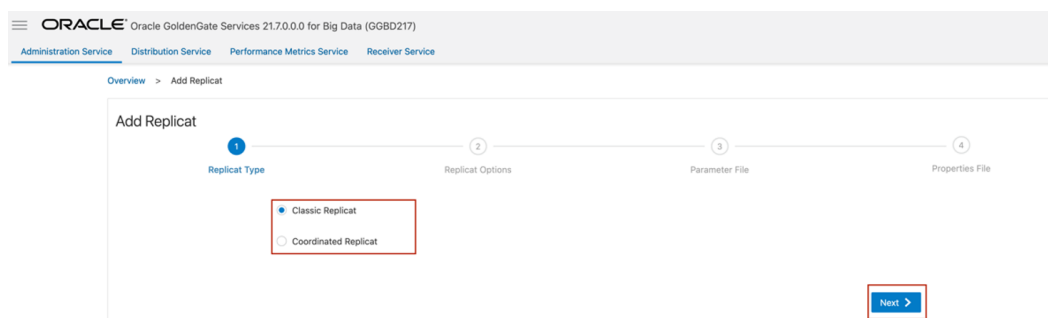 ORACLE Oracle GoldenGate Services 21.7.0.0.0 for Big Data (GGBD217)
Administration Service Distribution Service Performance Metrics Service Receiver Service
Overview > Add Replicat
Add Replicat
1 2 3 4
Replicat Type Replicat Options Parameter File Properties File
Classic Replicat
Coordinated Replicat
Next >